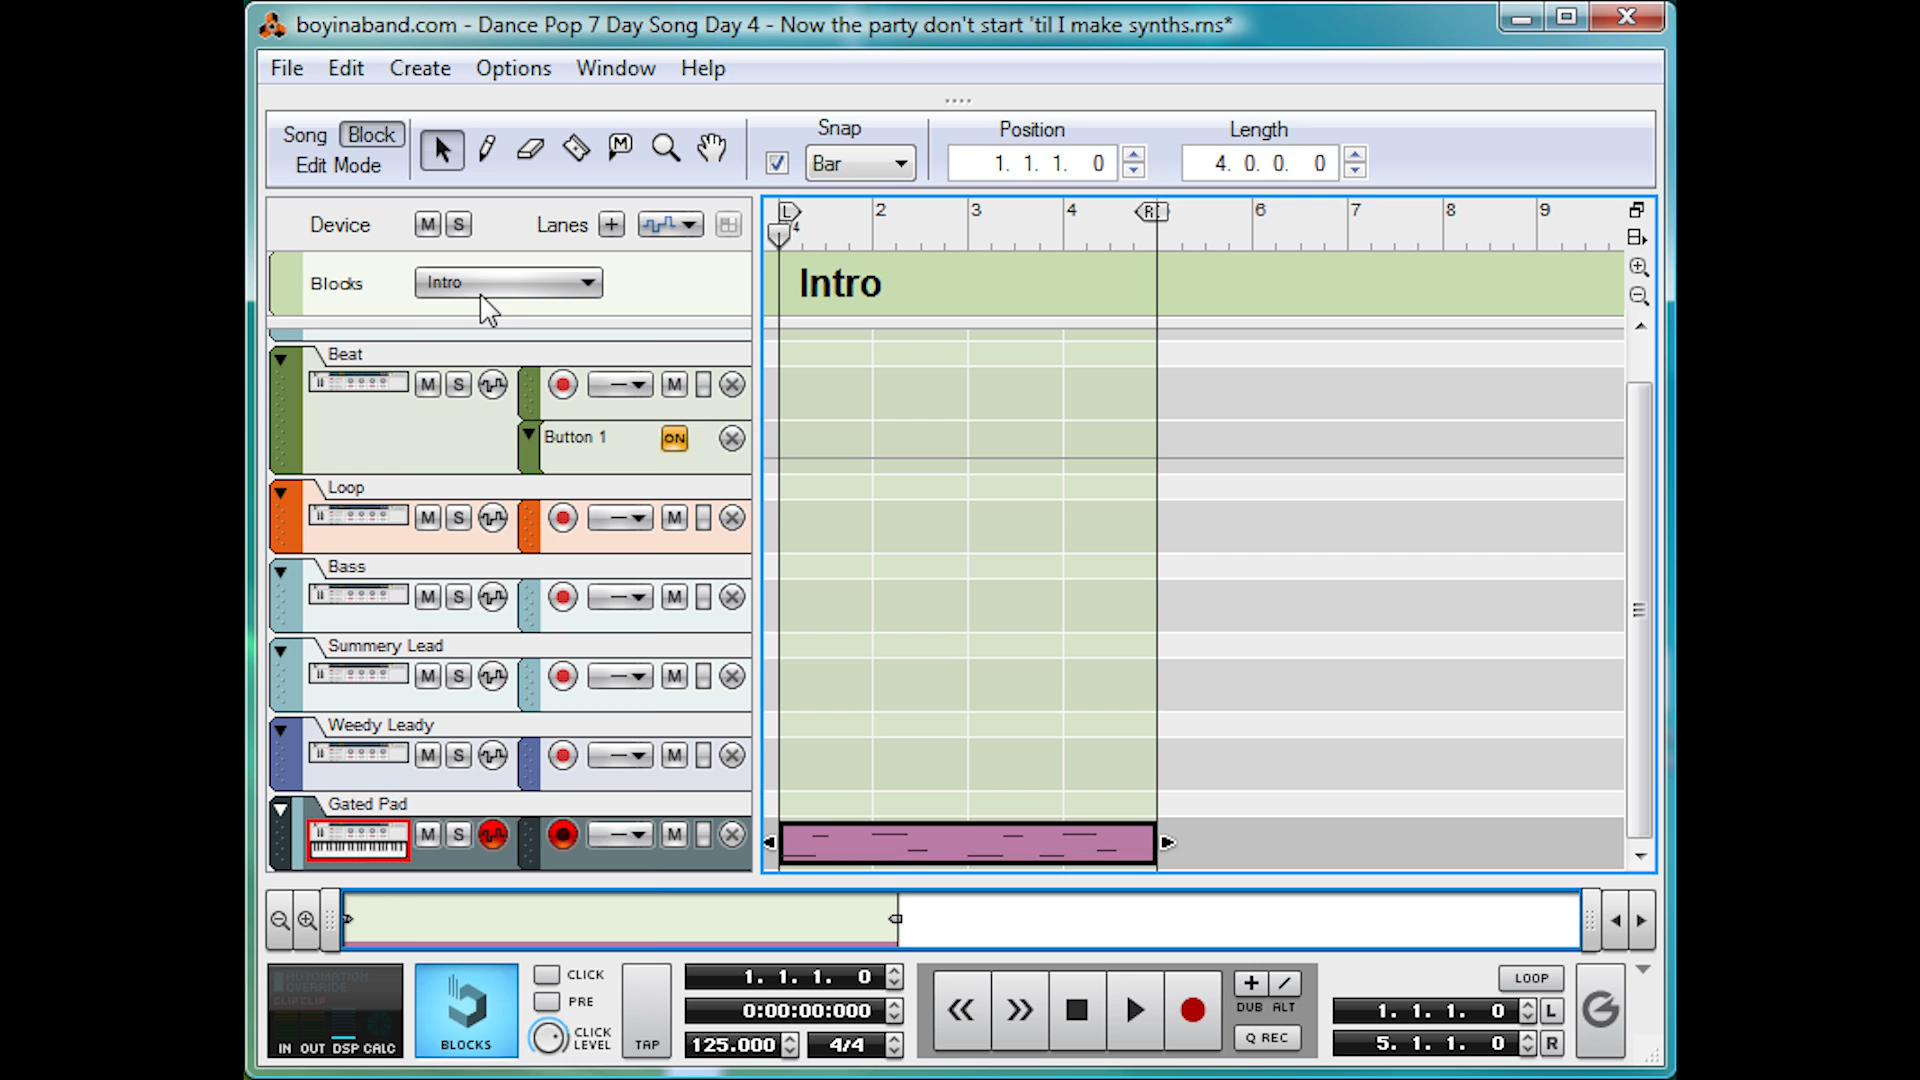 boyinaband.com - Dance Pop 7 Day Song Day 4 - Now the party don't start 'til I make synths.rns*
File Edit Create Options Window Help
Song Block
Edit Mode
M
Snap
Bar
Position
1. 1. 1. 0
Length
4. 0. 0. 0
Device M S Lanes +
L 4 2 3 4 R 6 7 8 9
Blocks Intro
Intro
Beat
M S M
Button 1 ON
Loop
M S M
Bass
M S M
Summery Lead
M S M
Weedy Leady
M S M
Gated Pad
M S M
AUTOMATION
OVERRIDE
CLIP CLIP
IN OUT DSP CALC
BLOCKS
CLICK
PRE
CLICK
LEVEL
TAP
1. 1. 1. 0
0:00:00:000
125.000 4/4
DUB ALT
Q REC
LOOP
1. 1. 1. 0 L
5. 1. 1. 0 R